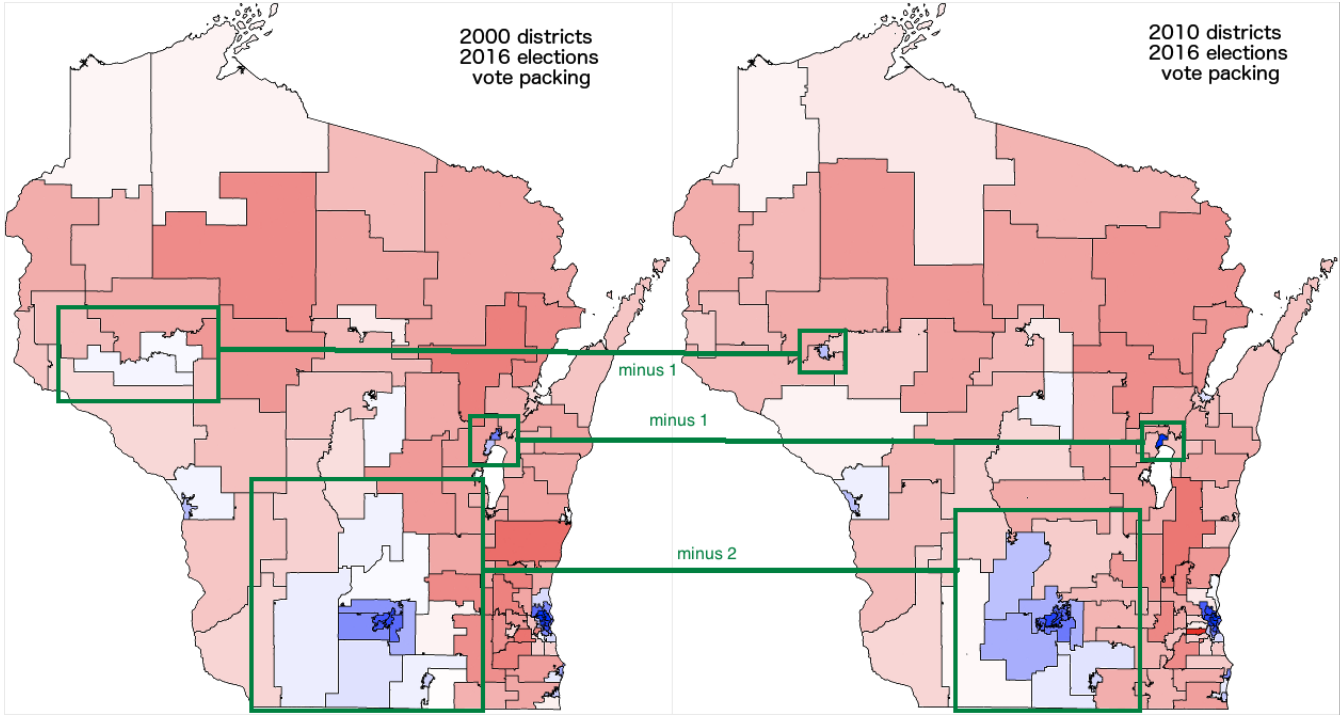 2000 districts
2016 elections
vote packing
2010 districts
2016 elections
vote packing
minus 1
minus 1
minus 2